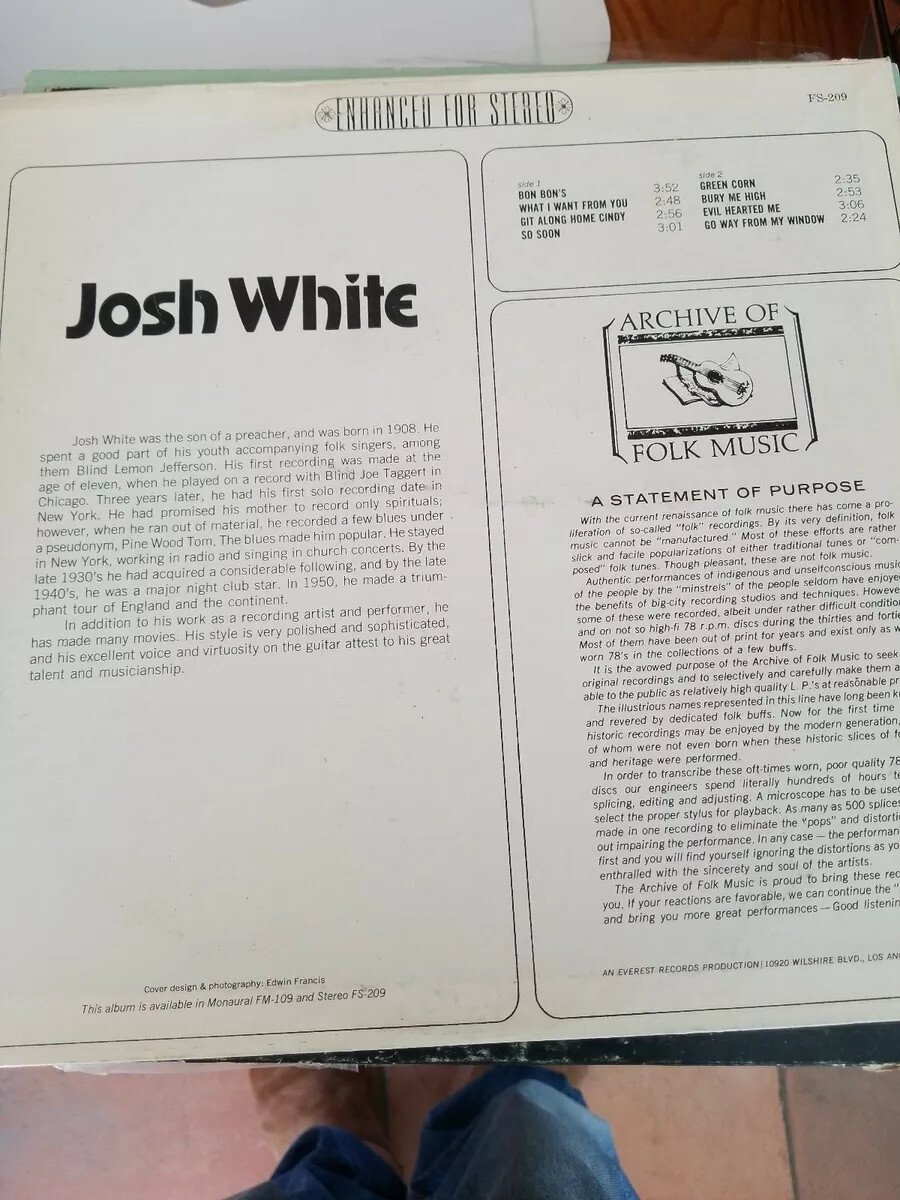 ENHANCED FOR STEREO
FS-209
Josh White
Josh White was the son of a preacher, and was born in 1908. He
spent a good part of his youth accompanying folk singers, among
them Blind Lemon Jefferson. His first recording was made at the
age of eleven, when he played on a record with Blind Joe Taggert in
Chicago. Three years later, he had his first solo recording date in
New York. He had promised his mother to record only spirituals;
however, when he ran out of material, he recorded a few blues under
a pseudonym, Pine Wood Tom. The blues made him popular. He stayed
in New York, working in radio and singing in church concerts. By the
late 1930's he had acquired a considerable following, and by the late
1940's, he was a major night club star. In 1950, he made a trium-
phant tour of England and the continent.
In addition to his work as a recording artist and performer, he
has made many movies. His style is very polished and sophisticated,
and his excellent voice and virtuosity on the guitar attest to his great
talent and musicianship.
Cover design & photography: Edwin Francis
This album is available in Monaural FM-109 and Stereo FS-209
side 1
BON BON'S 3:52
WHAT I WANT FROM YOU 2:48
GIT ALONG HOME CINDY 2:56
SO SOON 3:01
side 2
GREEN CORN 2:35
BURY ME HIGH 2:53
EVIL HEARTED ME 3:06
GO WAY FROM MY WINDOW 2:24
ARCHIVE OF
FOLK MUSIC
A STATEMENT OF PURPOSE
With the current renaissance of folk music there has come a pro-
liferation of so-called "folk" recordings. By its very definition, folk
music cannot be "manufactured." Most of these efforts are rather
slick and facile popularizations of either traditional tunes or "com-
posed" folk tunes. Though pleasant, these are not folk music.
Authentic performances of indigenous and unselfconscious music
of the people by the "minstrels" of the people seldom have enjoye
the benefits of big-city recording studios and techniques. Howeve
some of these were recorded, albeit under rather difficult condition
and on not so high-fi 78 r.p.m. discs during the thirties and fortie
Most of them have been out of print for years and exist only as w
worn 78's in the collections of a few buffs.
It is the avowed purpose of the Archive of Folk Music to seek
original recordings and to selectively and carefully make them a
able to the public as relatively high quality L. P.'s at reasonable pr
The illustrious names represented in this line have long been k
and revered by dedicated folk buffs. Now for the first time
historic recordings may be enjoyed by the modern generation,
of whom were not even born when these historic slices of f
and heritage were performed.
In order to transcribe these oft-times worn, poor quality 78
discs our engineers spend literally hundreds of hours te
splicing, editing and adjusting. A microscope has to be use
select the proper stylus for playback. As many as 500 splices
made in one recording to eliminate the "pops" and distorti
out impairing the performance. In any case — the performan
first and you will find yourself ignoring the distortions as yo
enthralled with the sincerety and soul of the artists.
The Archive of Folk Music is proud to bring these rec
you. If your reactions are favorable, we can continue the "
and bring you more great performances — Good listenin
AN EVEREST RECORDS PRODUCTION | 10920 WILSHIRE BLVD., LOS AN